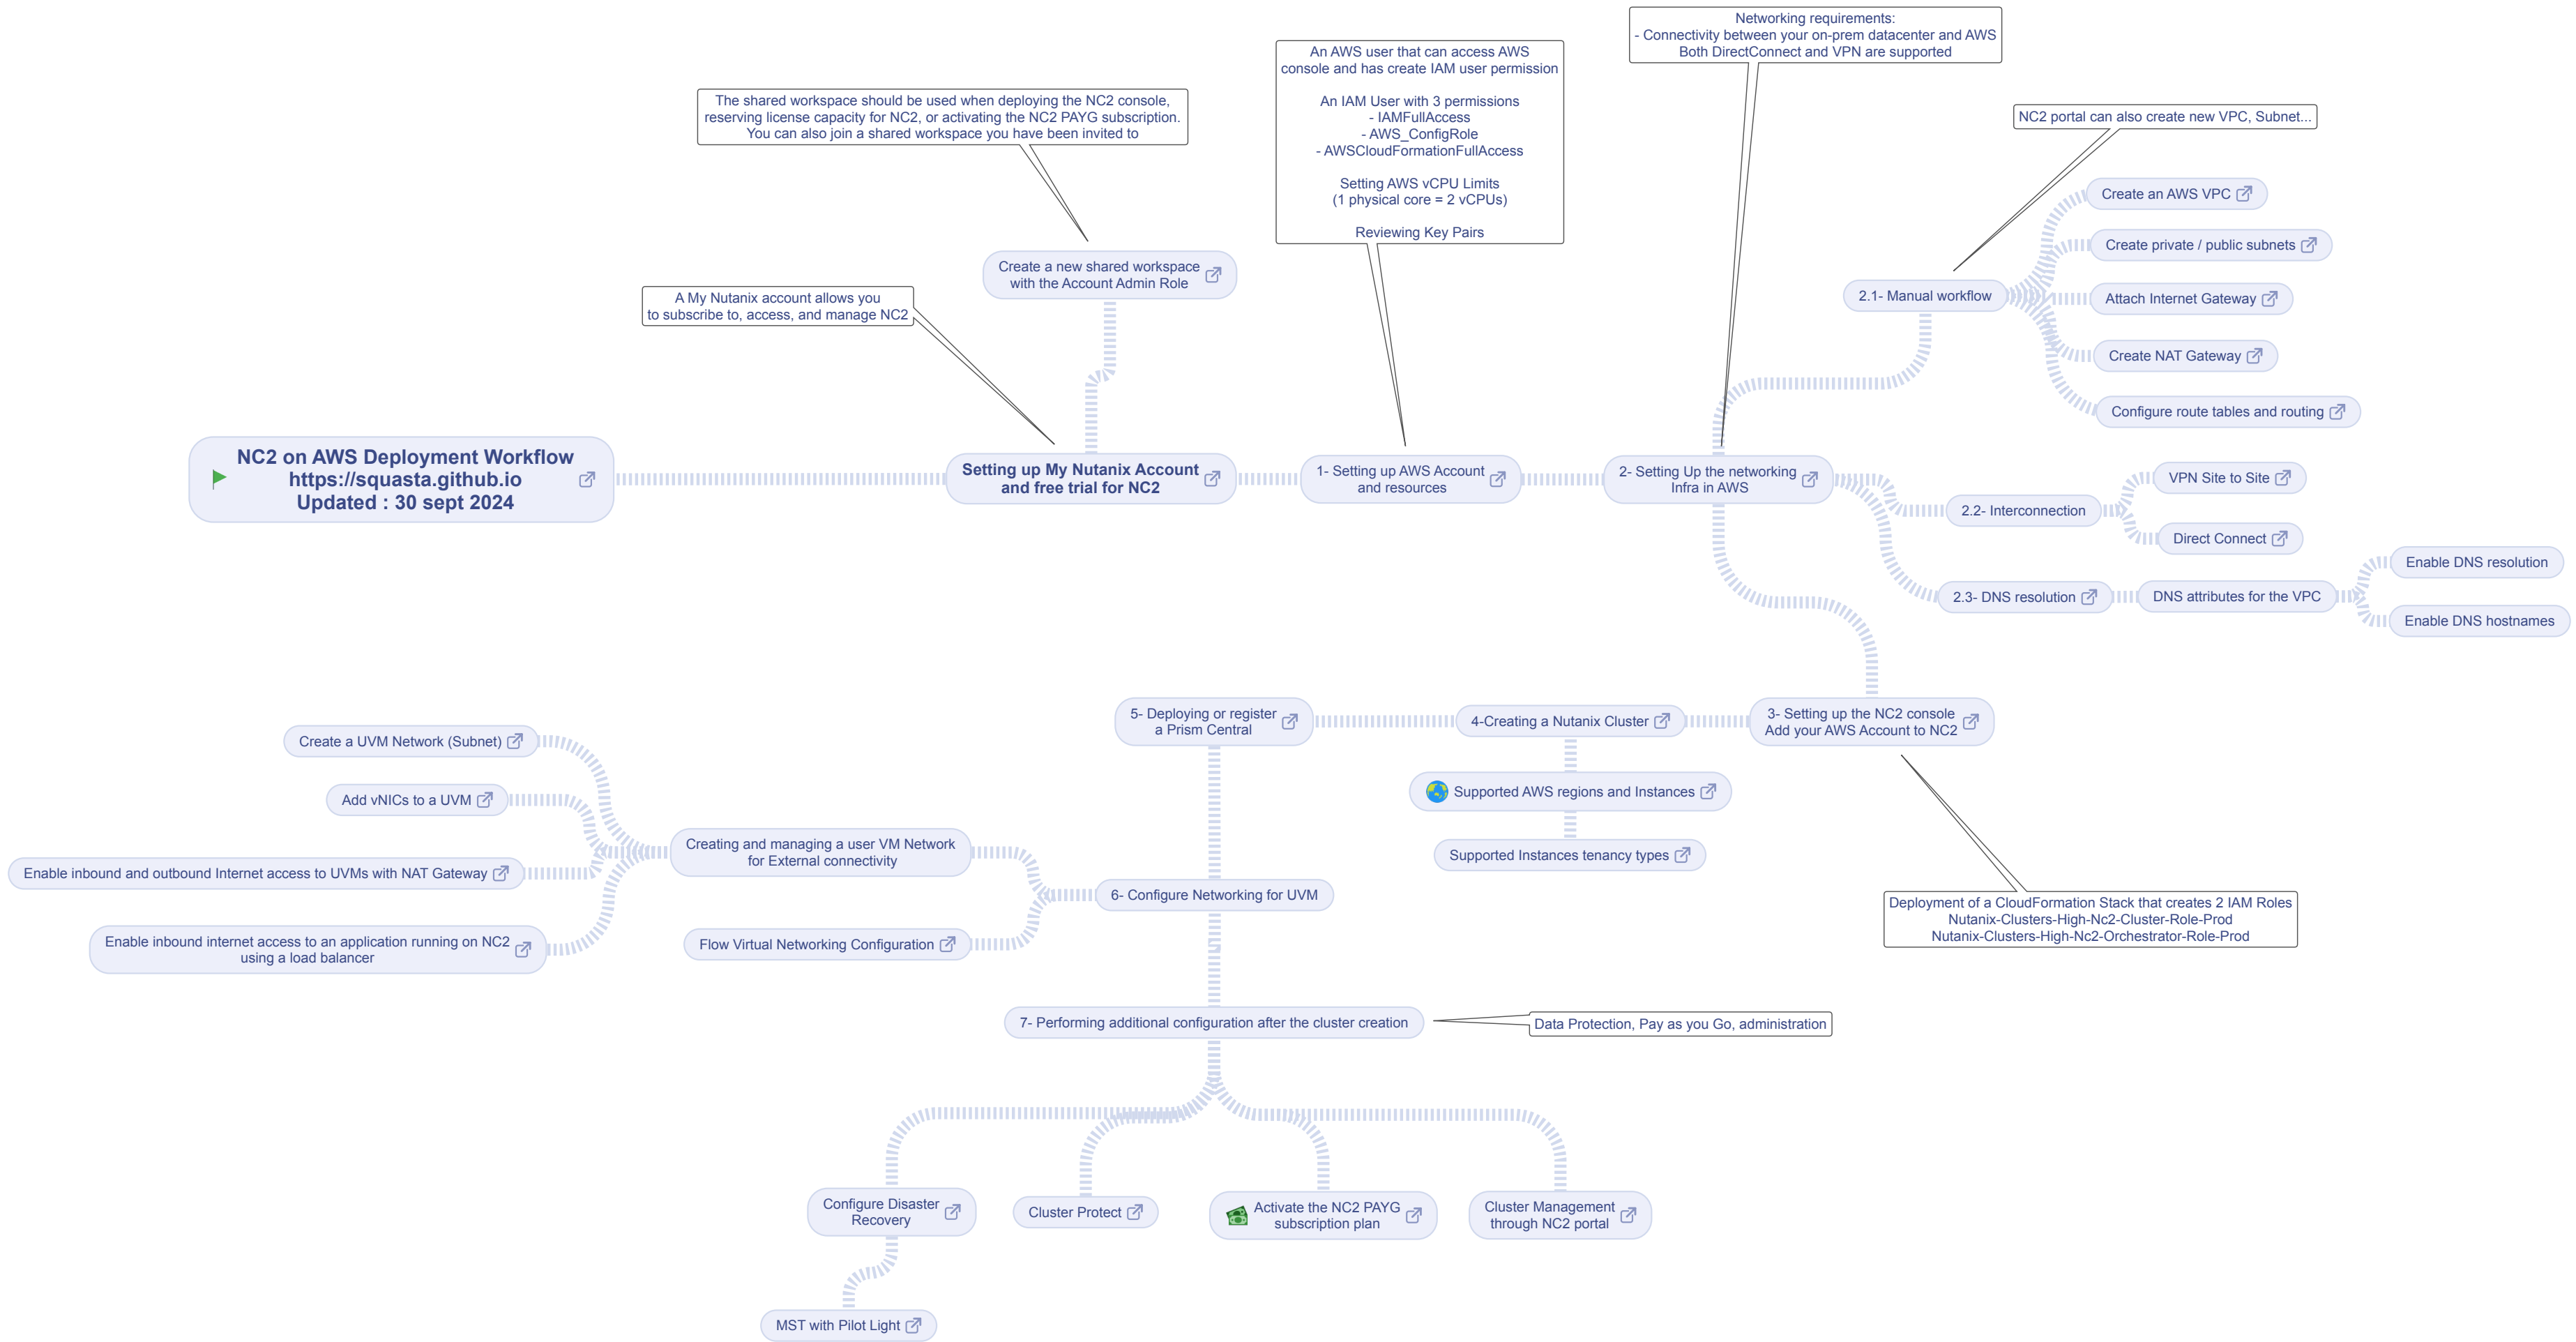 Networking requirements:
- Connectivity between your on-prem datacenter and AWS
Both DirectConnect and VPN are supported
An AWS user that can access AWS
console and has create IAM user permission
An IAM User with 3 permissions
- IAMFullAccess
- AWS_ConfigRole
- AWSCloudFormationFullAccess
Setting AWS vCPU Limits
(1 physical core = 2 vCPUs)
Reviewing Key Pairs
The shared workspace should be used when deploying the NC2 console,
reserving license capacity for NC2, or activating the NC2 PAYG subscription.
You can also join a shared workspace you have been invited to
NC2 portal can also create new VPC, Subnet...
Create an AWS VPC
Create private / public subnets
Create a new shared workspace
with the Account Admin Role
2.1- Manual workflow
Attach Internet Gateway
A My Nutanix account allows you
to subscribe to, access, and manage NC2
Create NAT Gateway
Configure route tables and routing
NC2 on AWS Deployment Workflow
https://squasta.github.io
Updated : 30 sept 2024
Setting up My Nutanix Account
and free trial for NC2
1- Setting up AWS Account
and resources
2- Setting Up the networking
Infra in AWS
VPN Site to Site
2.2- Interconnection
Direct Connect
Enable DNS resolution
2.3- DNS resolution
DNS attributes for the VPC
Enable DNS hostnames
5- Deploying or register
a Prism Central
4-Creating a Nutanix Cluster
3- Setting up the NC2 console
Add your AWS Account to NC2
Create a UVM Network (Subnet)
Supported AWS regions and Instances
Add vNICs to a UVM
Creating and managing a user VM Network
for External connectivity
Supported Instances tenancy types
Enable inbound and outbound Internet access to UVMs with NAT Gateway
6- Configure Networking for UVM
Deployment of a CloudFormation Stack that creates 2 IAM Roles
Nutanix-Clusters-High-Nc2-Cluster-Role-Prod
Nutanix-Clusters-High-Nc2-Orchestrator-Role-Prod
Enable inbound internet access to an application running on NC2
using a load balancer
Flow Virtual Networking Configuration
7- Performing additional configuration after the cluster creation
Data Protection, Pay as you Go, administration
Configure Disaster
Recovery
Cluster Protect
Activate the NC2 PAYG
subscription plan
Cluster Management
through NC2 portal
MST with Pilot Light